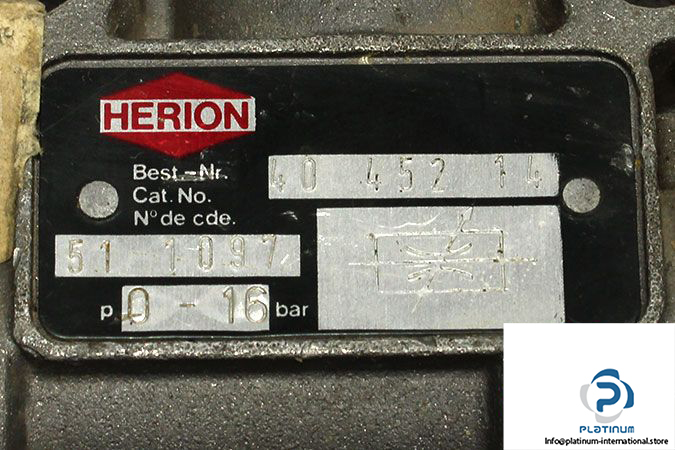 HERION
Best.-Nr.
Cat. No.
N° de cde.
40 452 14
51 1097
p. 0 - 16 bar
PLATINUM
Info@platinum-international.store